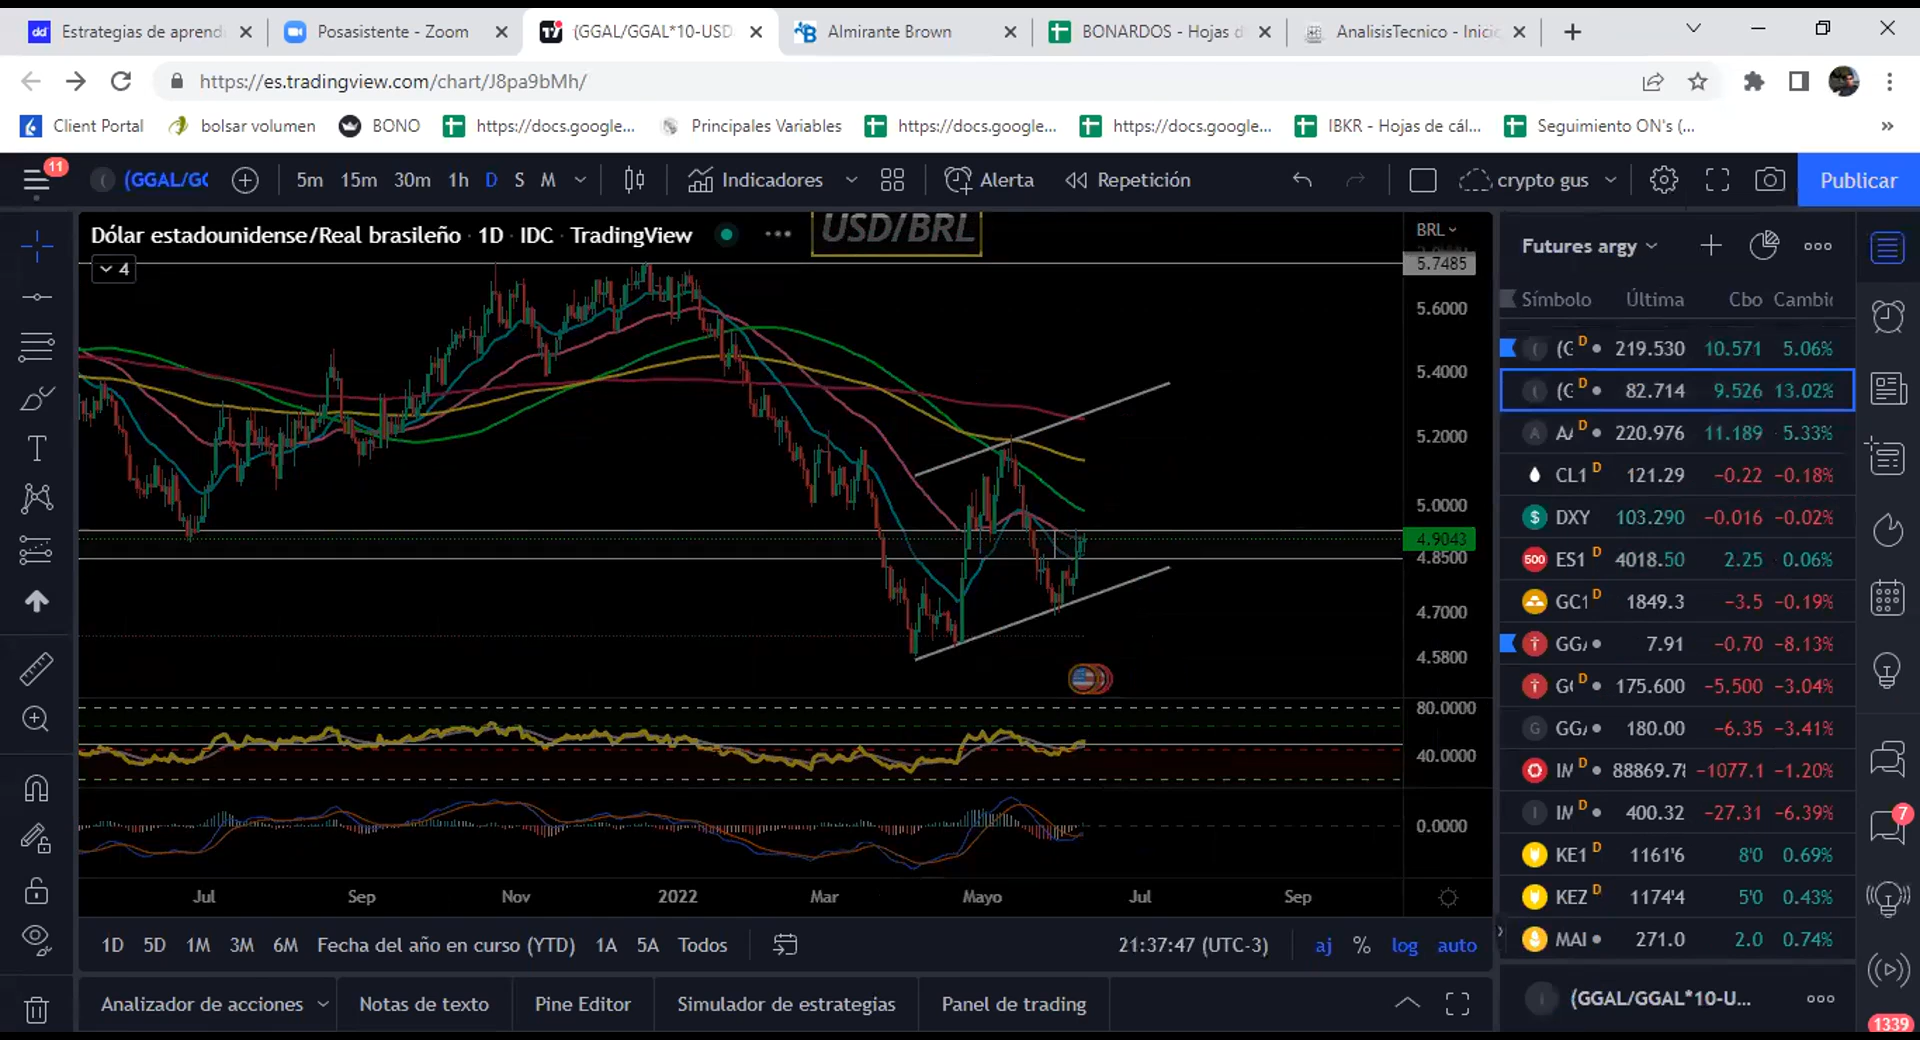 Estrategias de aprend
Posasistente - Zoom
(GGAL/GGAL*10-USD
Almirante Brown
BONARDOS - Hojas d
AnalisisTecnico - Inicio
https://es.tradingview.com/chart/J8pa9bMh/
Client Portal
bolsar volumen
BONO
https://docs.google...
Principales Variables
https://docs.google...
https://docs.google...
IBKR - Hojas de cál...
Seguimiento ON's (...
»
11
(GGAL/GG
5m 15m 30m 1h D S M
Indicadores
Alerta
Repetición
crypto gus
Publicar
Dólar estadounidense/Real brasileño · 1D · IDC TradingView
USD/BRL
4
BRL
5.7485
5.6000
5.4000
5.2000
5.0000
4.9043
4.8500
4.7000
4.5800
80.0000
40.0000
0.0000
Jul Sep Nov 2022 Mar Mayo Jul Sep
1D 5D 1M 3M 6M Fecha del año en curso (YTD) 1A 5A Todos
21:37:47 (UTC-3)
aj % log auto
Analizador de acciones
Notas de texto
Pine Editor
Simulador de estrategias
Panel de trading
Futures argy
Símbolo Última Cbo Cambio
(G D 219.530 10.571 5.06%
(G D 82.714 9.526 13.02%
AA D 220.976 11.189 5.33%
CL1 D 121.29 −0.22 −0.18%
DXY 103.290 −0.016 −0.02%
500 ES1 D 4018.50 2.25 0.06%
GC1 D 1849.3 −3.5 −0.19%
GGA 7.91 −0.70 −8.13%
GG D 175.600 −5.500 −3.04%
G GGA 180.00 −6.35 −3.41%
IM D 88869.78 −1077.1 −1.20%
I IM D 400.32 −27.31 −6.39%
KE1 D 1161'6 8'0 0.69%
KEZ D 1174'4 5'0 0.43%
MAI 271.0 2.0 0.74%
(GGAL/GGAL*10-U...
7
1339